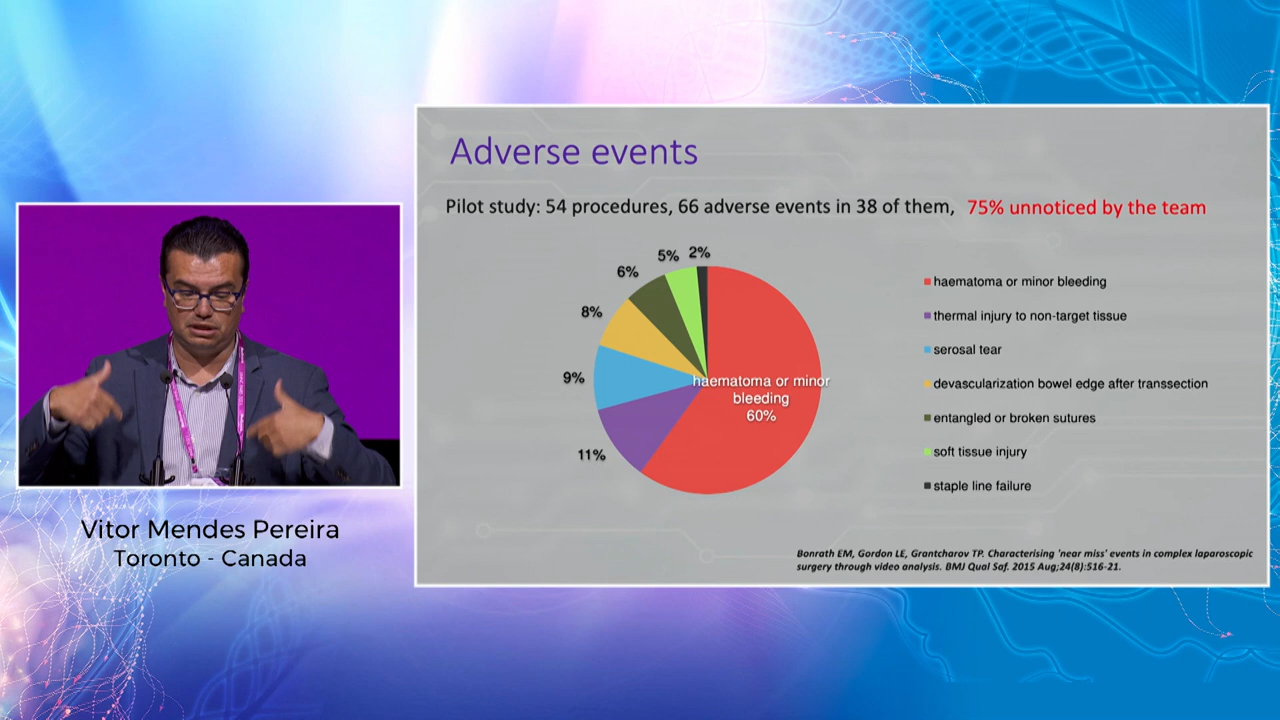 Adverse events
Pilot study: 54 procedures, 66 adverse events in 38 of them, 75% unnoticed by the team
5% 2%
6%
8%
9%
11%
haematoma or minor
bleeding
60%
haematoma or minor bleeding
thermal injury to non-target tissue
serosal tear
devascularization bowel edge after transsection
entangled or broken sutures
soft tissue injury
staple line failure
Bonrath EM, Gordon LE, Grantcharov TP. Characterising 'near miss' events in complex laparoscopic
surgery through video analysis. BMJ Qual Saf. 2015 Aug;24(8):516-21.
Vitor Mendes Pereira
Toronto - Canada